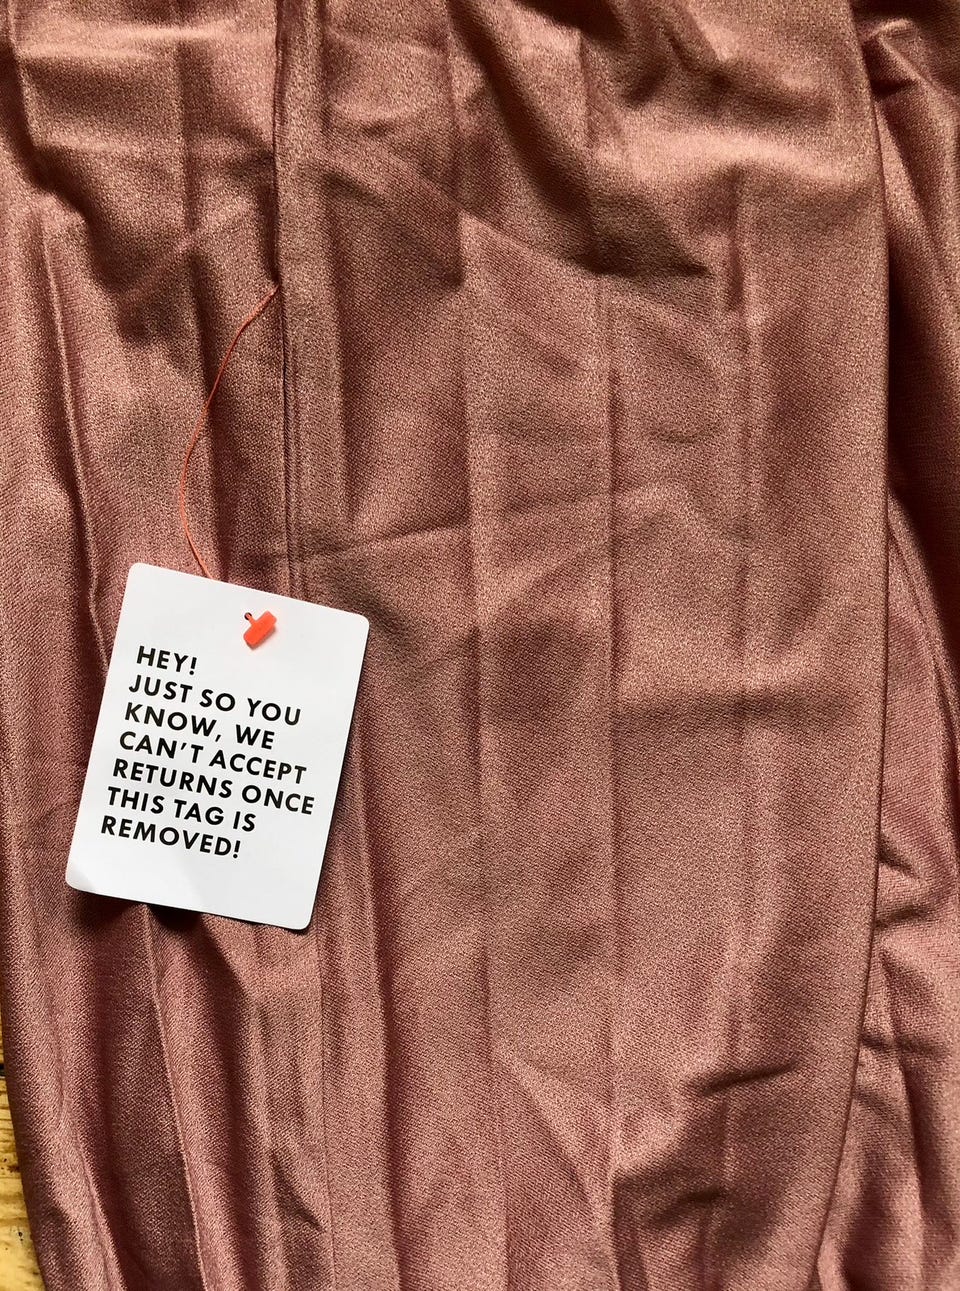 HEY!
JUST SO YOU
KNOW, WE
CAN'T ACCEPT
RETURNS ONCE
THIS TAG IS
REMOVED!